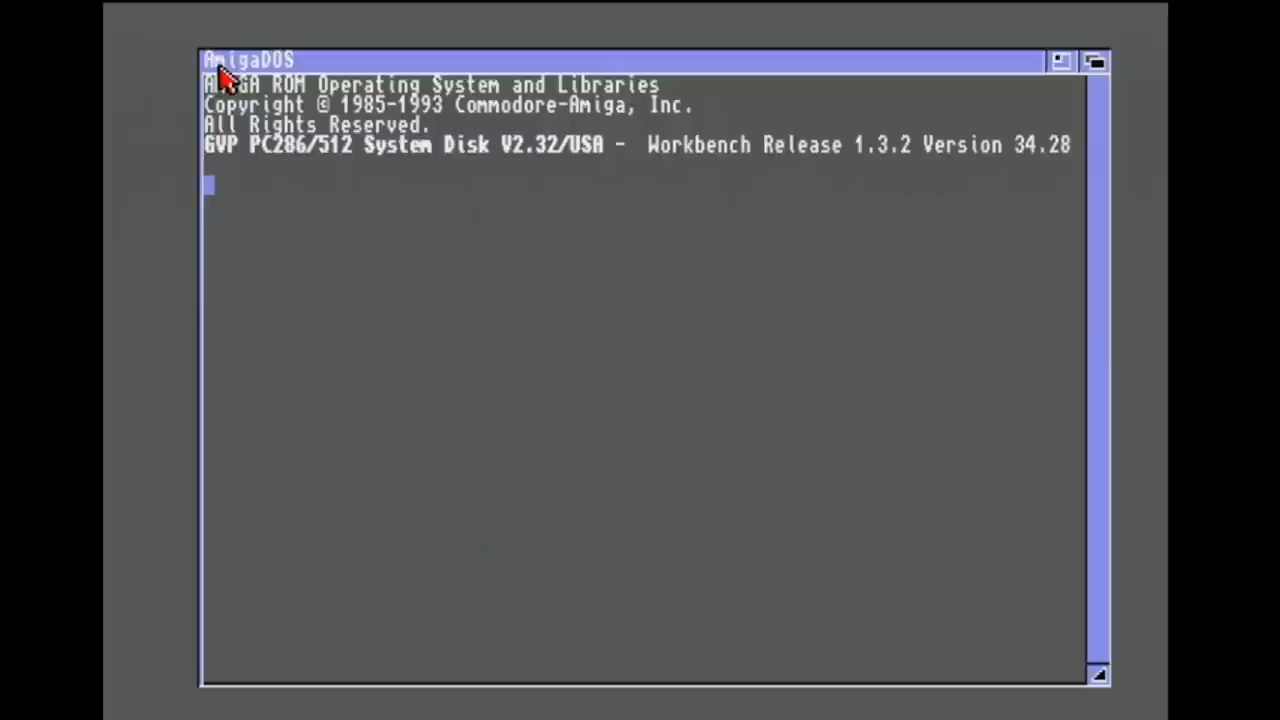 AmigaDOS
AMIGA ROM Operating System and Libraries
Copyright © 1985-1993 Commodore-Amiga, Inc.
All Rights Reserved.
GVP PC286/512 System Disk V2.32/USA - Workbench Release 1.3.2 Version 34.28